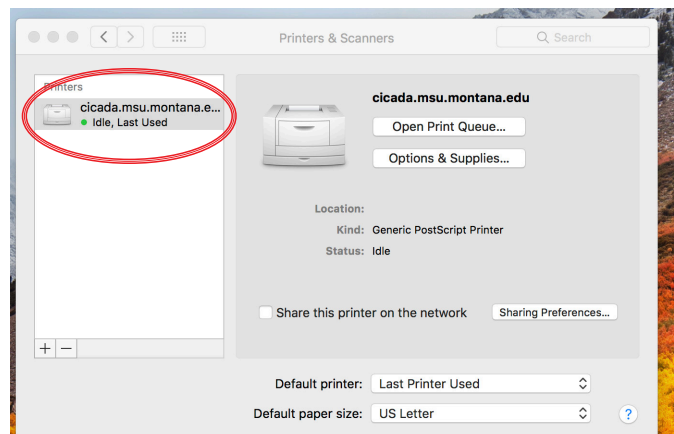 Printers & Scanners
Search
Printers
cicada.msu.montana.e...
Idle, Last Used
cicada.msu.montana.edu
Open Print Queue...
Options & Supplies...
Location:
Kind: Generic PostScript Printer
Status: Idle
Share this printer on the network
Sharing Preferences...
+ −
Default printer: Last Printer Used
Default paper size: US Letter
?